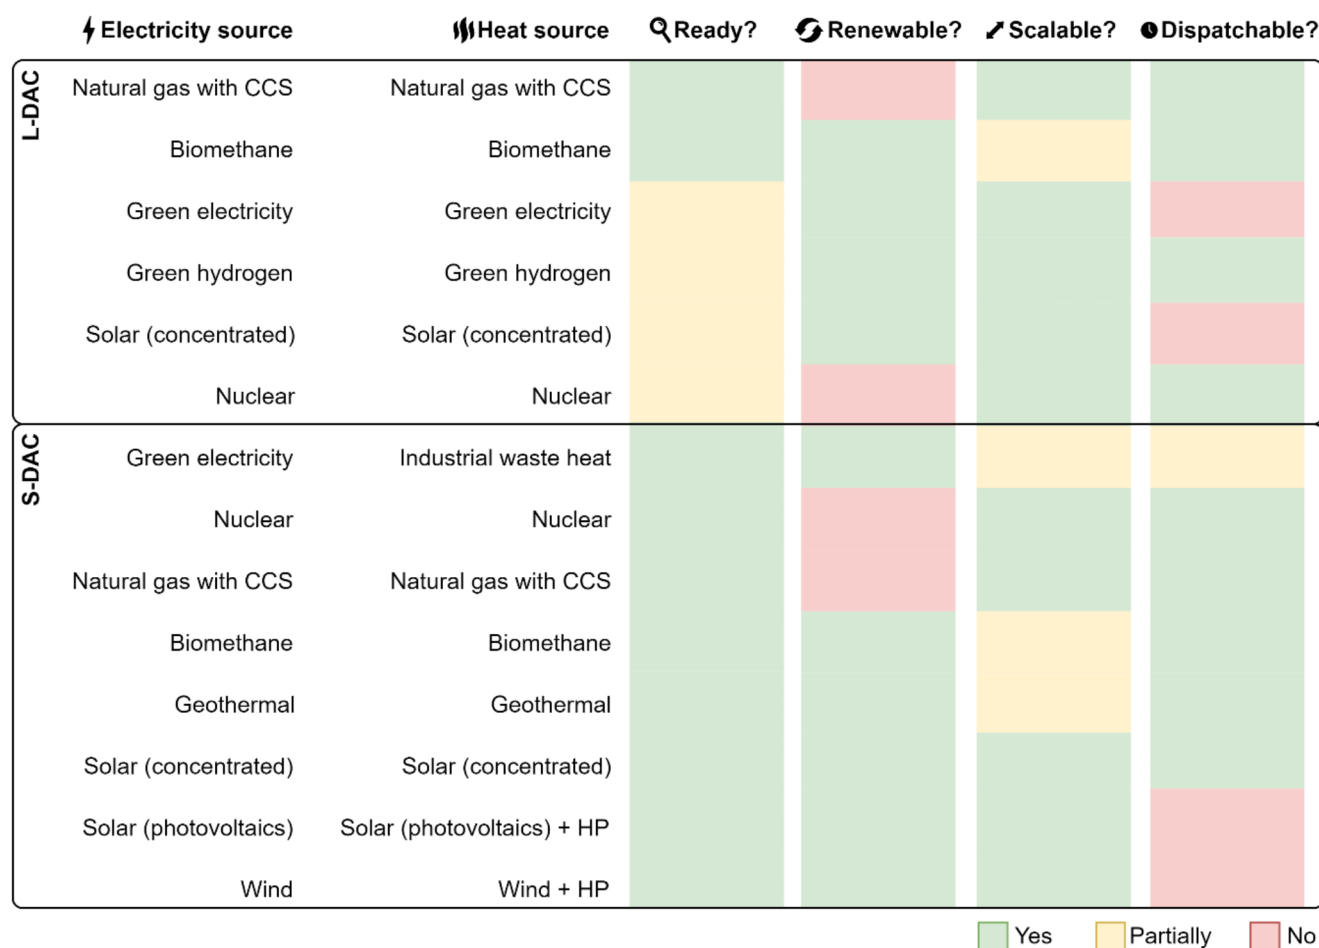 Electricity source Heat source Ready? Renewable? Scalable? Dispatchable?
L-DAC
Natural gas with CCS Natural gas with CCS
Biomethane Biomethane
Green electricity Green electricity
Green hydrogen Green hydrogen
Solar (concentrated) Solar (concentrated)
Nuclear Nuclear
S-DAC
Green electricity Industrial waste heat
Nuclear Nuclear
Natural gas with CCS Natural gas with CCS
Biomethane Biomethane
Geothermal Geothermal
Solar (concentrated) Solar (concentrated)
Solar (photovoltaics) Solar (photovoltaics) + HP
Wind Wind + HP
Yes Partially No